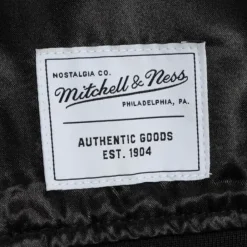 NOSTALGIA CO.
Mitchell & Ness
PHILADELPHIA, PA.
AUTHENTIC GOODS
EST. 1904